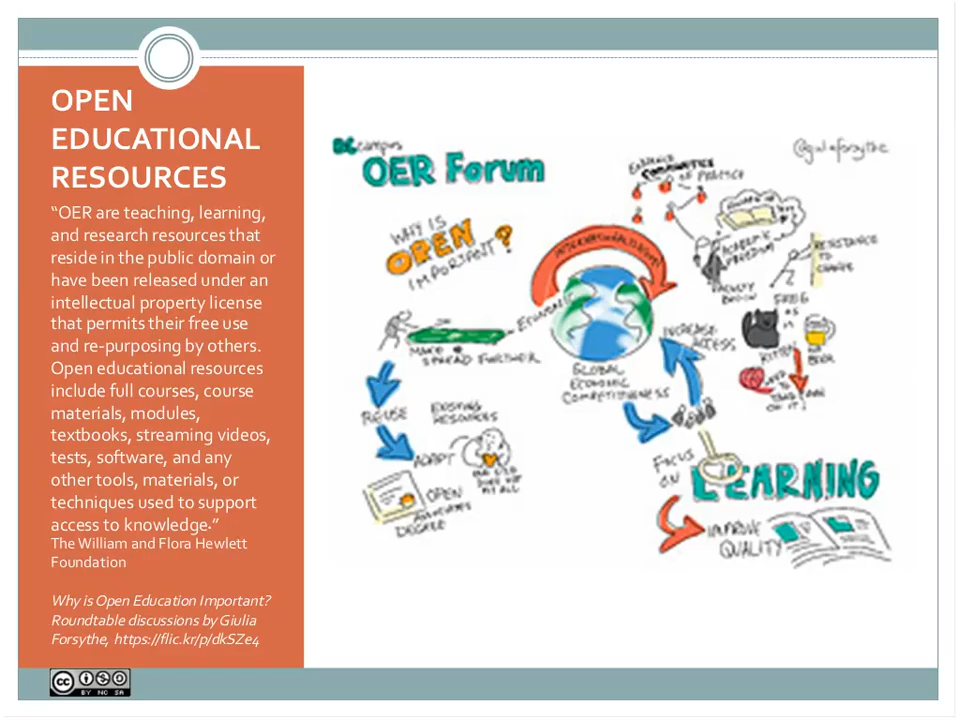 OPEN
EDUCATIONAL
RESOURCES
“OER are teaching, learning,
and research resources that
reside in the public domain or
have been released under an
intellectual property license
that permits their free use
and re-purposing by others.
Open educational resources
include full courses, course
materials, modules,
textbooks, streaming videos,
tests, software, and any
other tools, materials, or
techniques used to support
access to knowledge.”
The William and Flora Hewlett
Foundation
Why is Open Education Important?
Roundtable discussions by Giulia
Forsythe, https://flic.kr/p/dkSZe4
BY NC SA
BCcampus
OER Forum
@giuliaforsythe
WHY IS
OPEN
IMPORTANT?
COMMUNITIES
OF PRACTICE
INTERNATIONALIZATION
ACADEMIC
FREEDOM
FACULTY
RESISTANCE
TO
CHANGE
FREE
AS
IN
KITTEN
BEER
MAKE $
SPREAD FURTHER
INCREASE
ACCESS
GLOBAL
ECONOMIC
COMPETITIVENESS
REUSE
EXISTING
RESOURCES
ADAPT
OPEN
ASSOCIATES
DEGREE
FOCUS
ON
LEARNING
IMPROVE
QUALITY